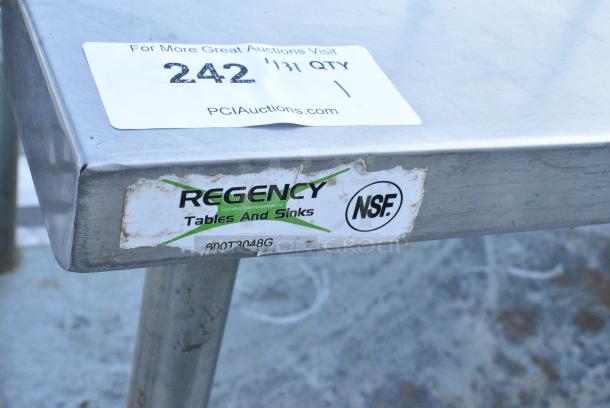 For More Great Auctions Visit
242 1/31 QTY
1
PCIAuctions.com
REGENCY
Tables And Sinks
NSF.
600T3048G